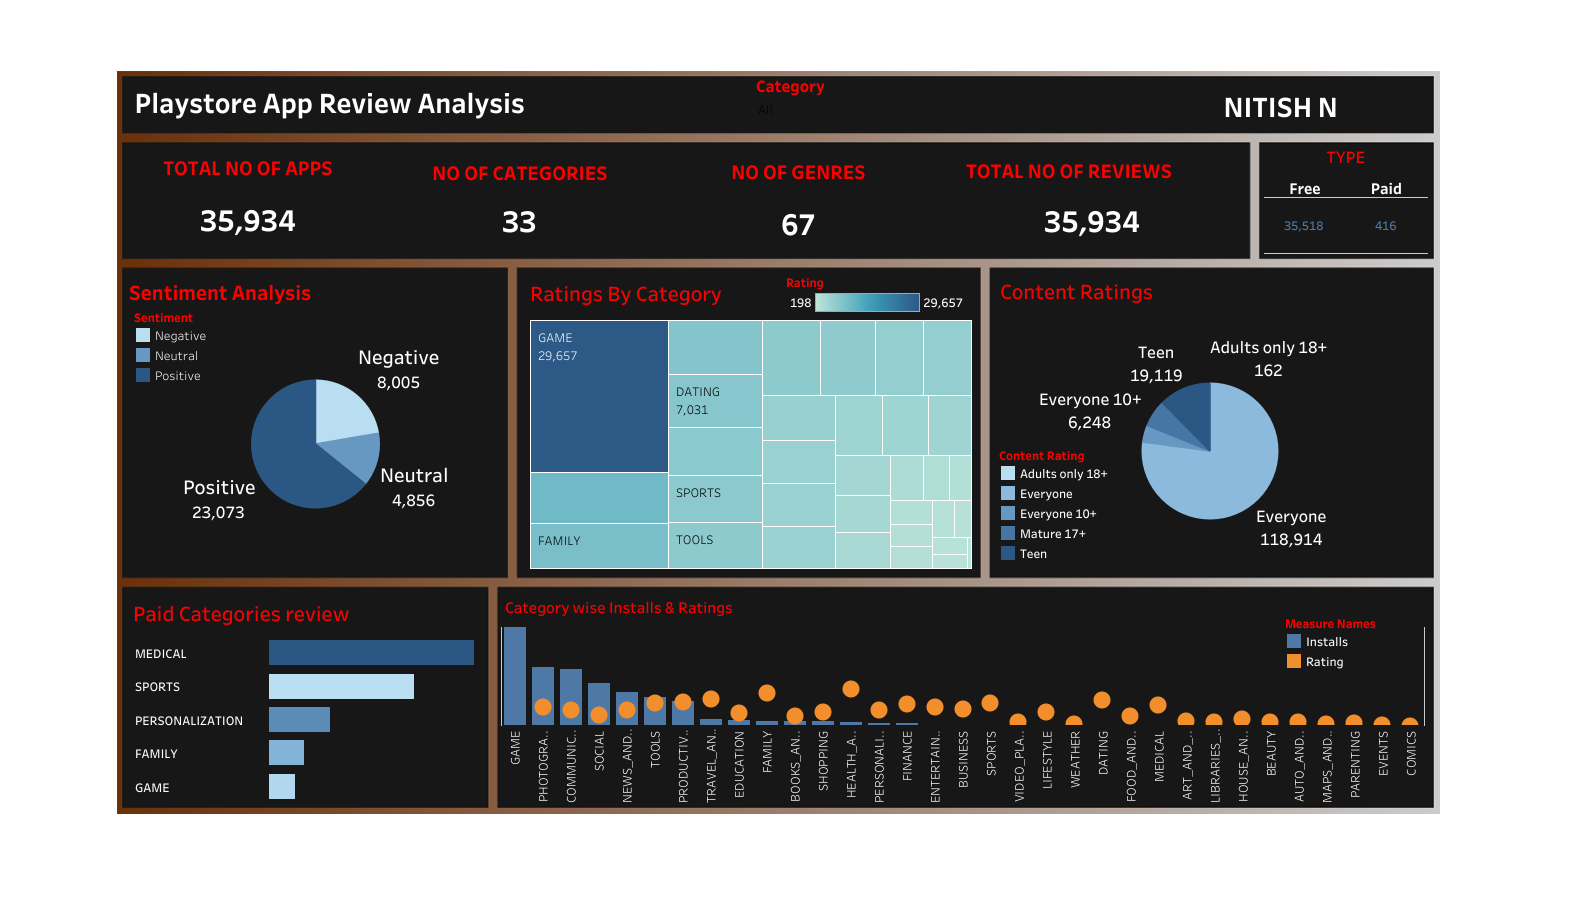 Playstore App Review Analysis
Category
All
NITISH N
TOTAL NO OF APPS
35,934
NO OF CATEGORIES
33
NO OF GENRES
67
TOTAL NO OF REVIEWS
35,934
TYPE
Free Paid
35,518 416
Sentiment Analysis
Sentiment
Negative
Neutral
Positive
Negative
8,005
Neutral
4,856
Positive
23,073
Ratings By Category
Rating
198 29,657
GAME
29,657
DATING
7,031
SPORTS
FAMILY
TOOLS
Content Ratings
Teen
19,119
Adults only 18+
162
Everyone 10+
6,248
Content Rating
Adults only 18+
Everyone
Everyone 10+
Mature 17+
Teen
Everyone
118,914
Paid Categories review
MEDICAL
SPORTS
PERSONALIZATION
FAMILY
GAME
Category wise Installs & Ratings
Measure Names
Installs
Rating
GAME
PHOTOGRA..
COMMUNIC..
SOCIAL
NEWS_AND..
TOOLS
PRODUCTIV..
TRAVEL_AN..
EDUCATION
FAMILY
BOOKS_AN..
SHOPPING
HEALTH_A..
PERSONALI..
FINANCE
ENTERTAIN..
BUSINESS
SPORTS
VIDEO_PLA..
LIFESTYLE
WEATHER
DATING
FOOD_AND..
MEDICAL
ART_AND_..
LIBRARIES_..
HOUSE_AN..
BEAUTY
AUTO_AND..
MAPS_AND..
PARENTING
EVENTS
COMICS